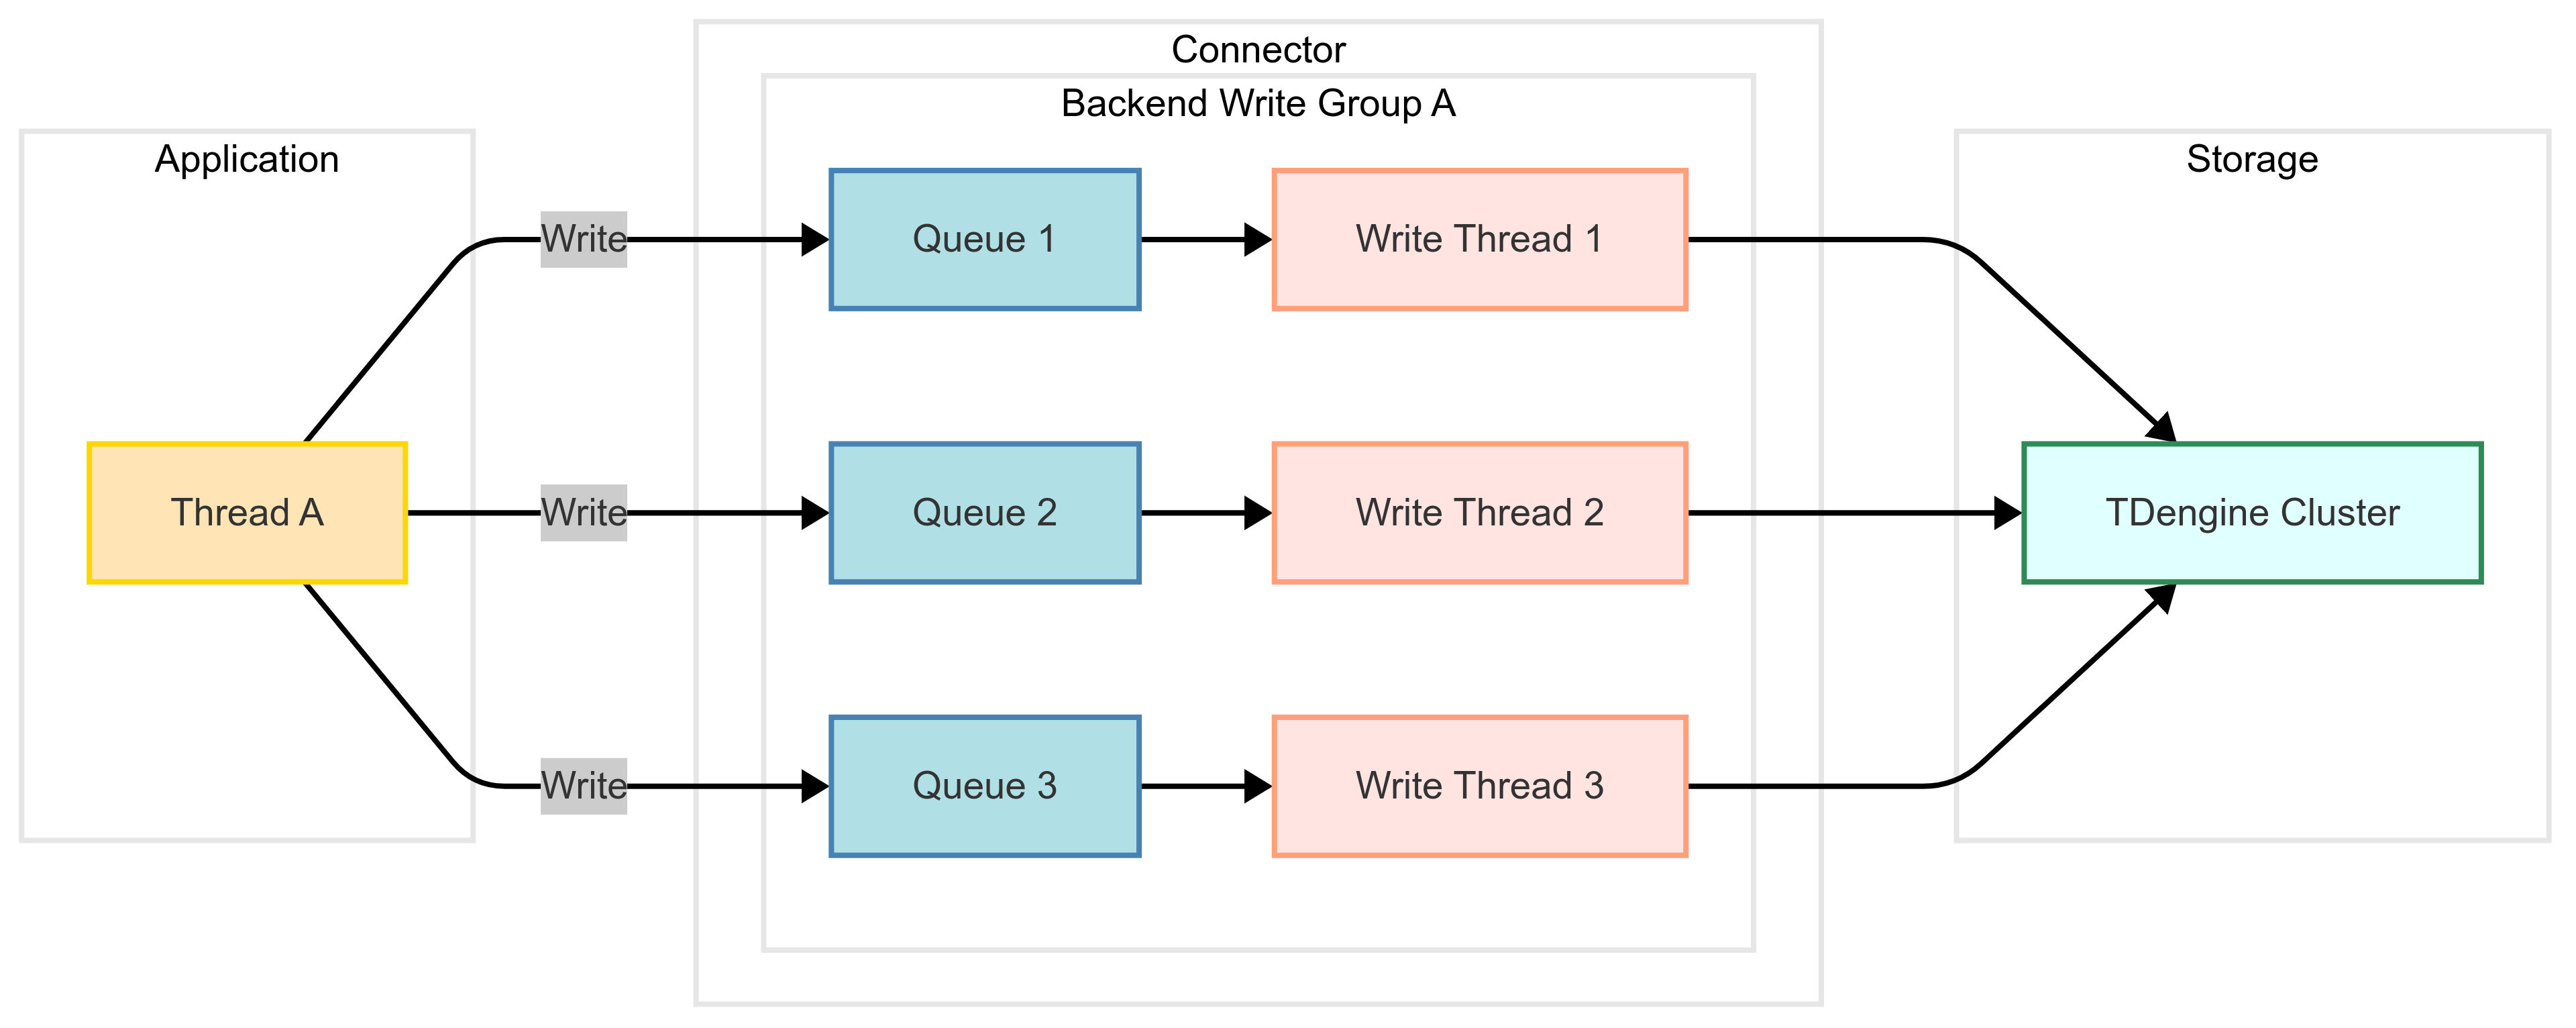 Connector
Backend Write Group A
Application
Storage
Write
Queue 1
Write Thread 1
Thread A
Write
Queue 2
Write Thread 2
TDengine Cluster
Write
Queue 3
Write Thread 3